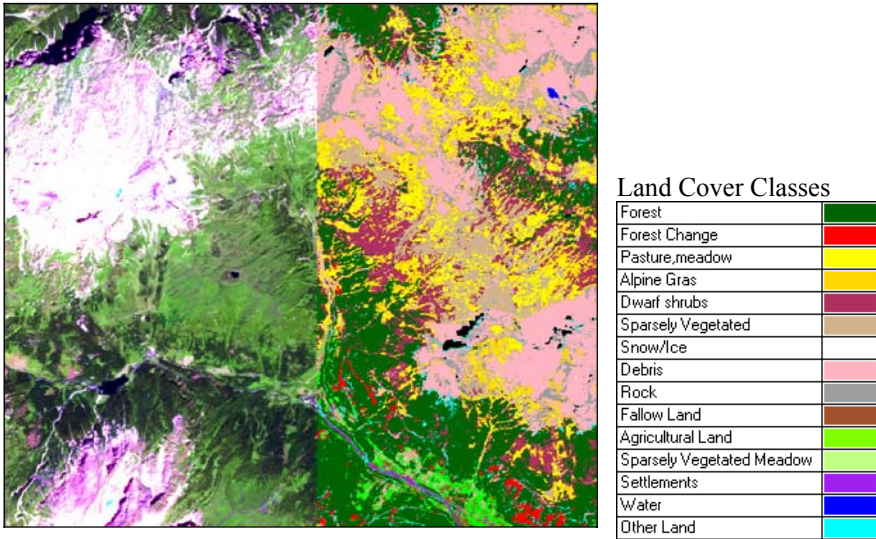 Land Cover Classes
Forest
Forest Change
Pasture,meadow
Alpine Gras
Dwarf shrubs
Sparsely Vegetated
Snow/Ice
Debris
Rock
Fallow Land
Agricultural Land
Sparsely Vegetated Meadow
Settlements
Water
Other Land